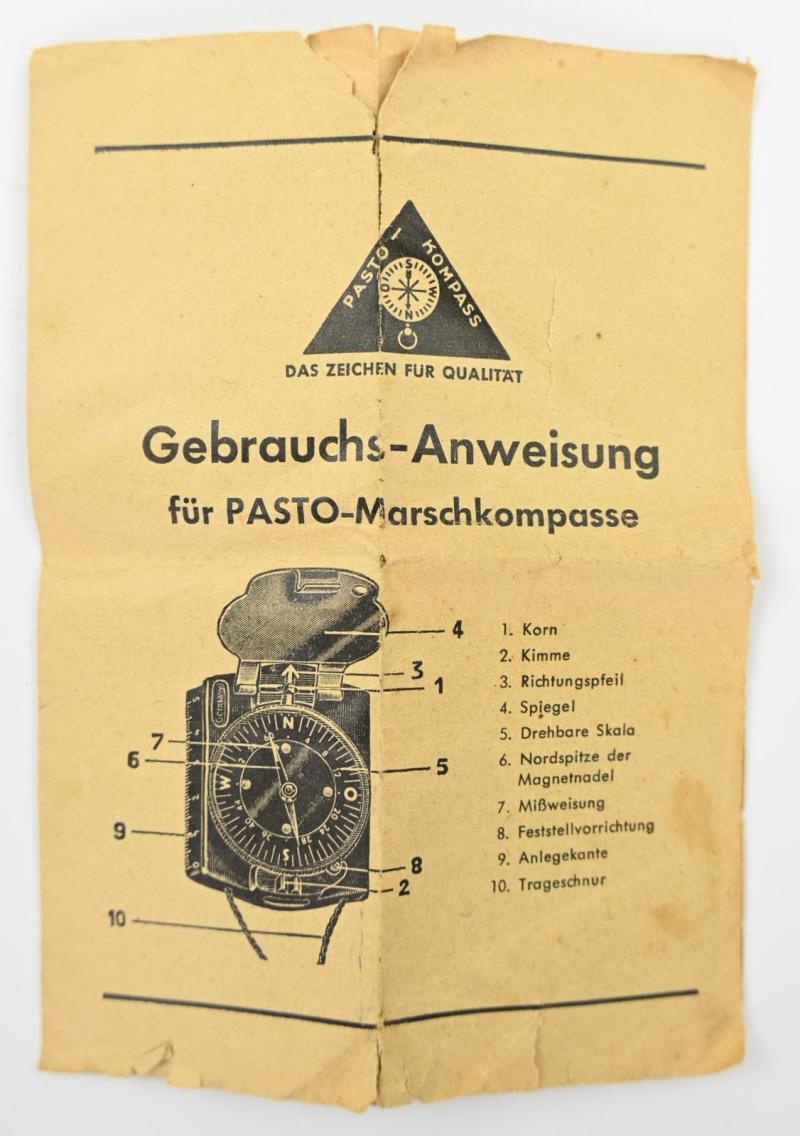 PASTO - KOMPASS
S
O W
N
DAS ZEICHEN FÜR QUALITÄT
Gebrauchs-Anweisung
für PASTO-Marschkompasse
4
3
1
7
6
5
9
8
2
10
Germany
N
W O
S
1. Korn
2. Kimme
3. Richtungspfeil
4. Spiegel
5. Drehbare Skala
6. Nordspitze der
Magnetnadel
7. Mißweisung
8. Feststellvorrichtung
9. Anlegekante
10. Trageschnur